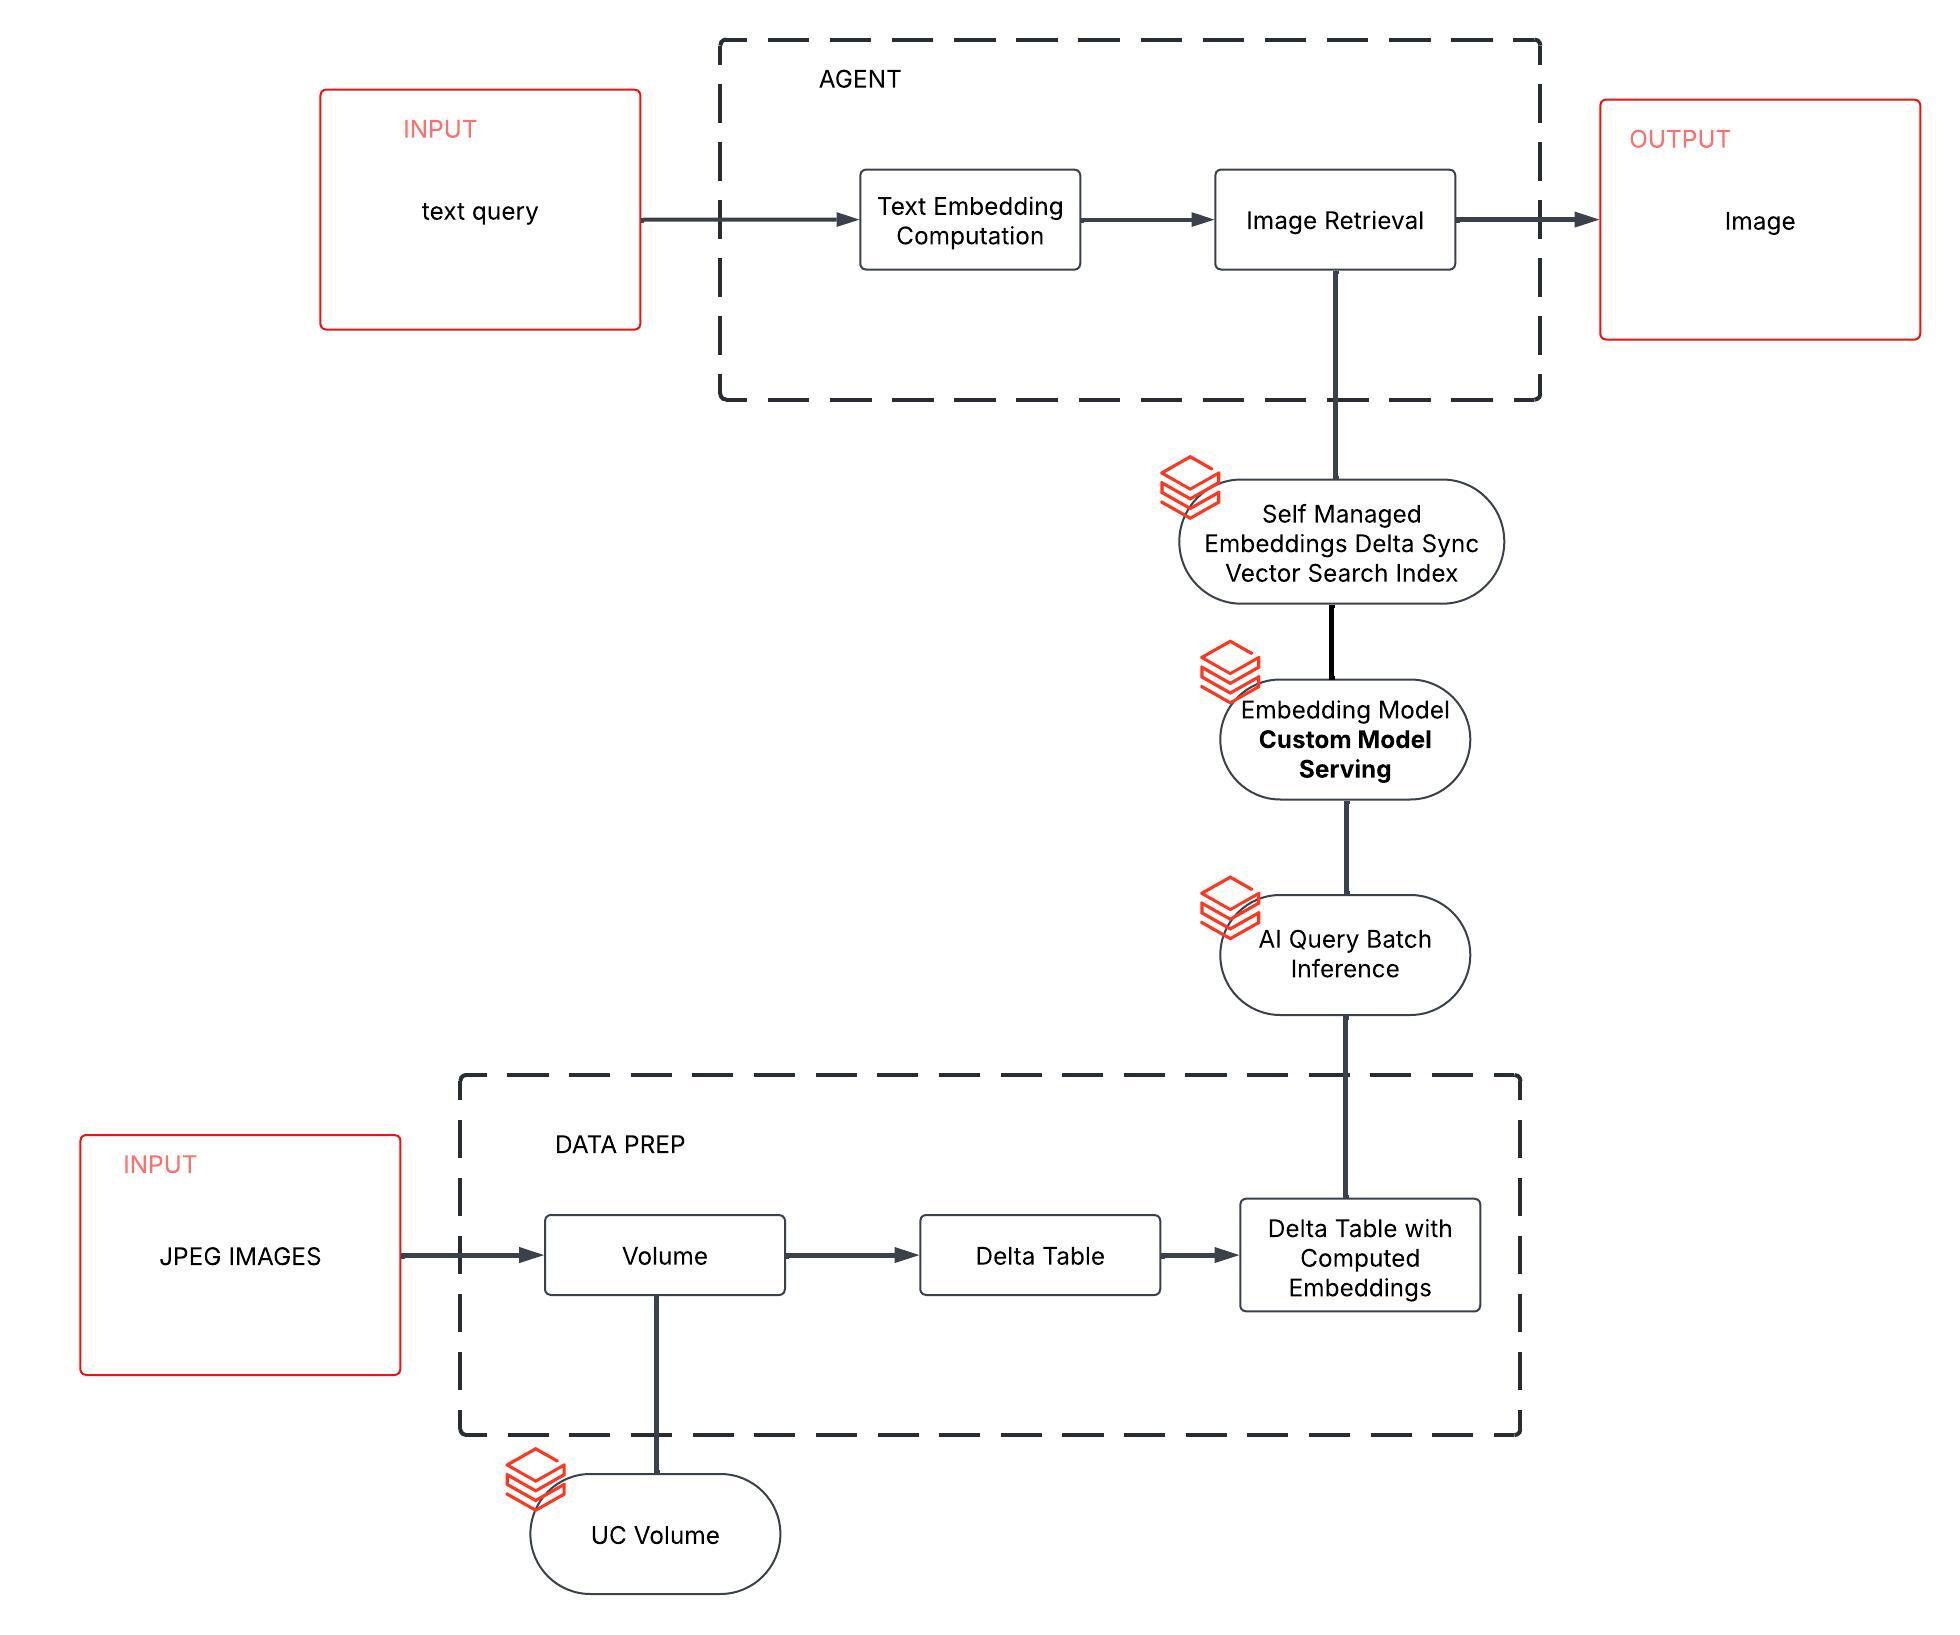 AGENT
INPUT
text query
Text Embedding
Computation
Image Retrieval
OUTPUT
Image
Self Managed
Embeddings Delta Sync
Vector Search Index
Embedding Model
Custom Model
Serving
AI Query Batch
Inference
DATA PREP
INPUT
JPEG IMAGES
Volume
Delta Table
Delta Table with
Computed
Embeddings
UC Volume